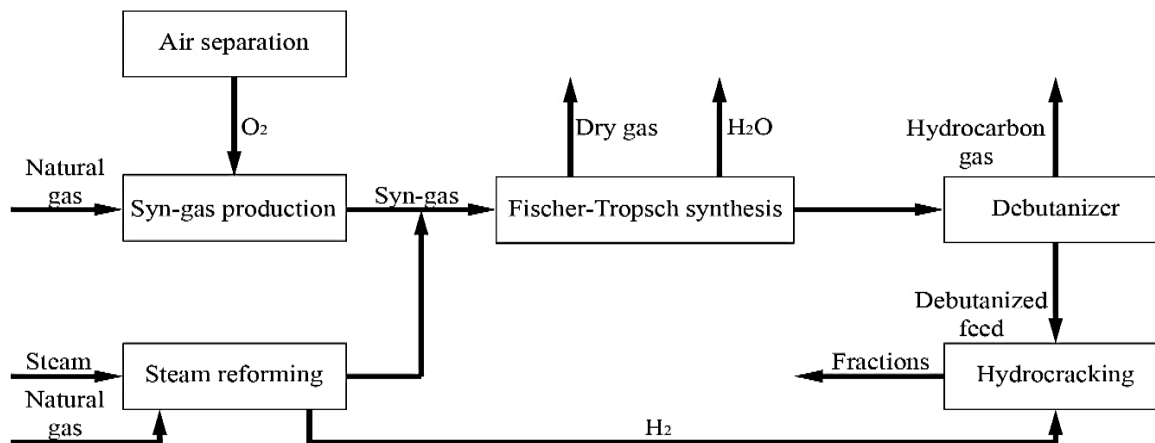 Air separation
O₂
Natural
gas
Syn-gas production
Syn-gas
Dry gas
H₂O
Fischer-Tropsch synthesis
Hydrocarbon
gas
Debutanizer
Debutanized
feed
Steam
Natural
gas
Steam reforming
Fractions
Hydrocracking
H₂